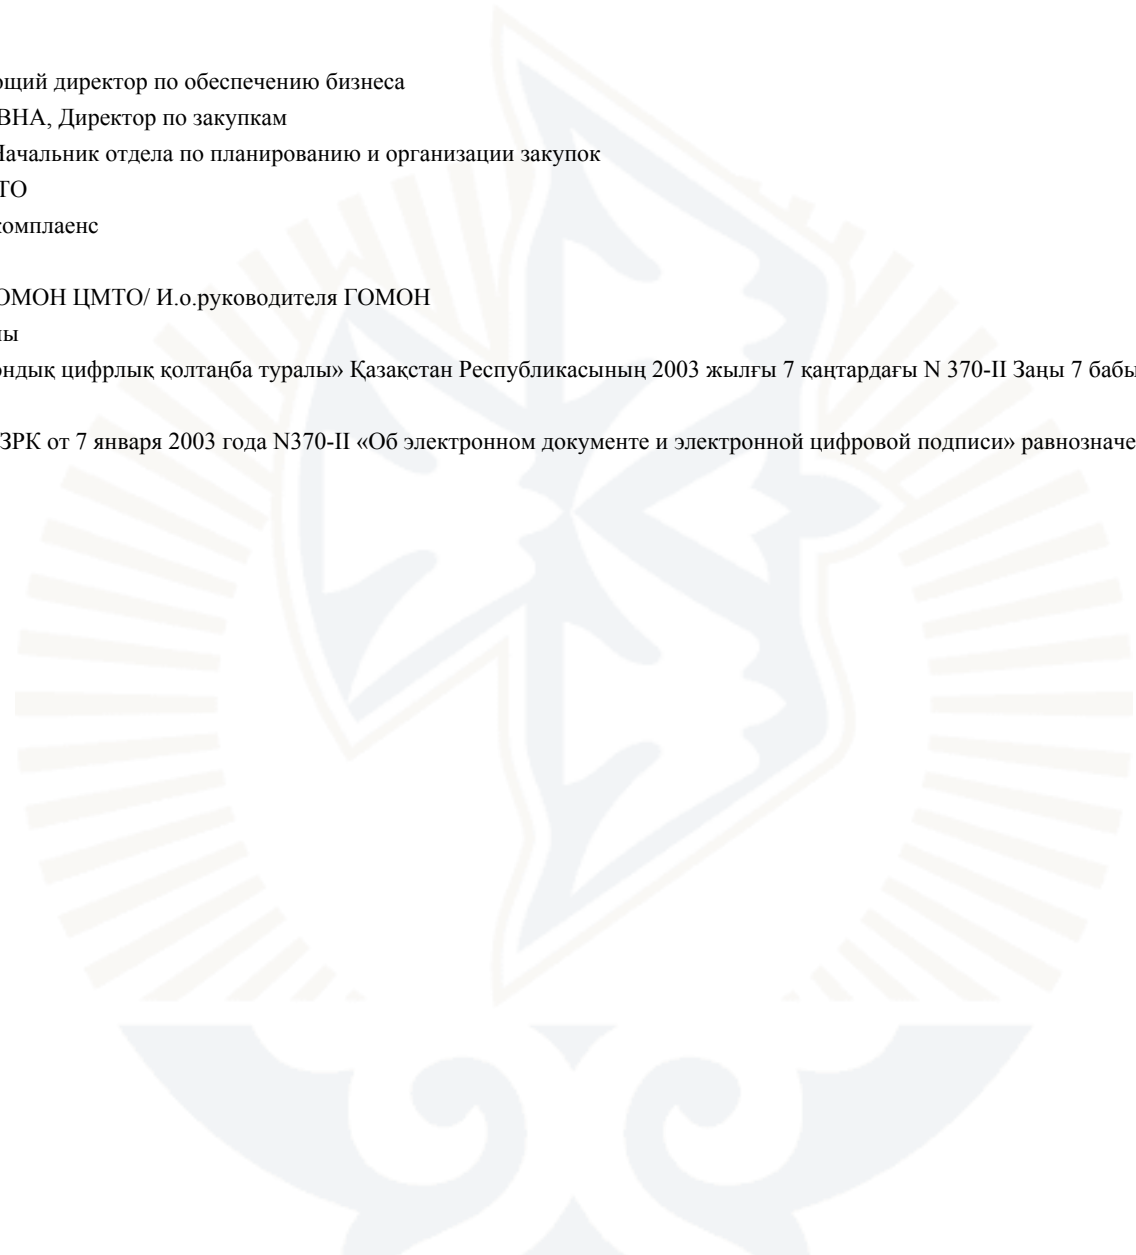 ющий директор по обеспечению бизнеса
ВНА, Директор по закупкам
Начальник отдела по планированию и организации закупок
ТО
комплаенс
ОМОН ЦМТО/ И.о.руководителя ГОМОН
ны
ондық цифрлық қолтаңба туралы» Қазақстан Республикасының 2003 жылғы 7 қаңтардағы N 370-II Заңы 7 бабы
ЗРК от 7 января 2003 года N370-II «Об электронном документе и электронной цифровой подписи» равнозначе